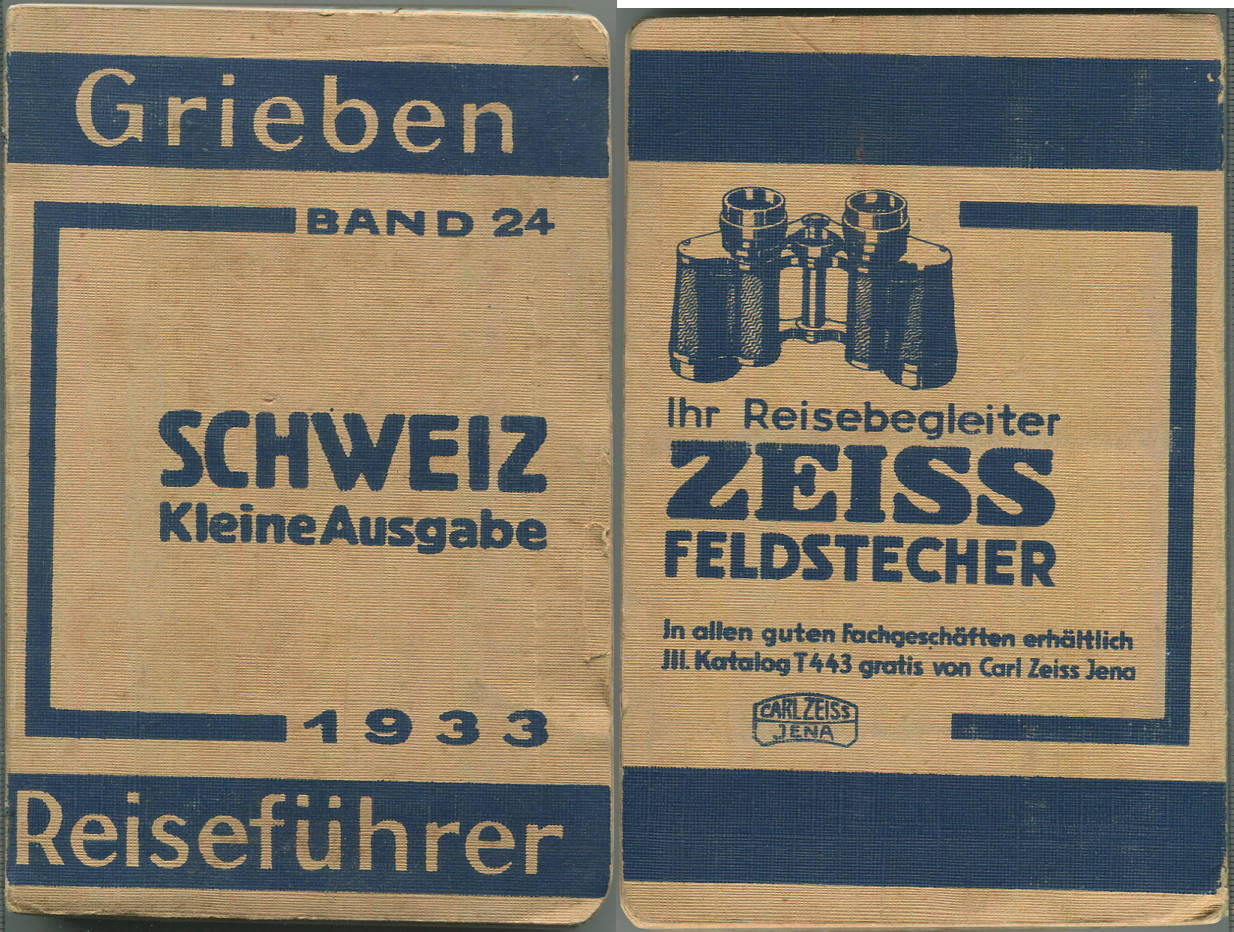 Grieben
BAND 24
SCHWEIZ
Kleine Ausgabe
1933
Reiseführer
Ihr Reisebegleiter
ZEISS
FELDSTECHER
In allen guten Fachgeschäften erhältlich
Jll. Katalog T443 gratis von Carl Zeiss Jena
CARL ZEISS
JENA